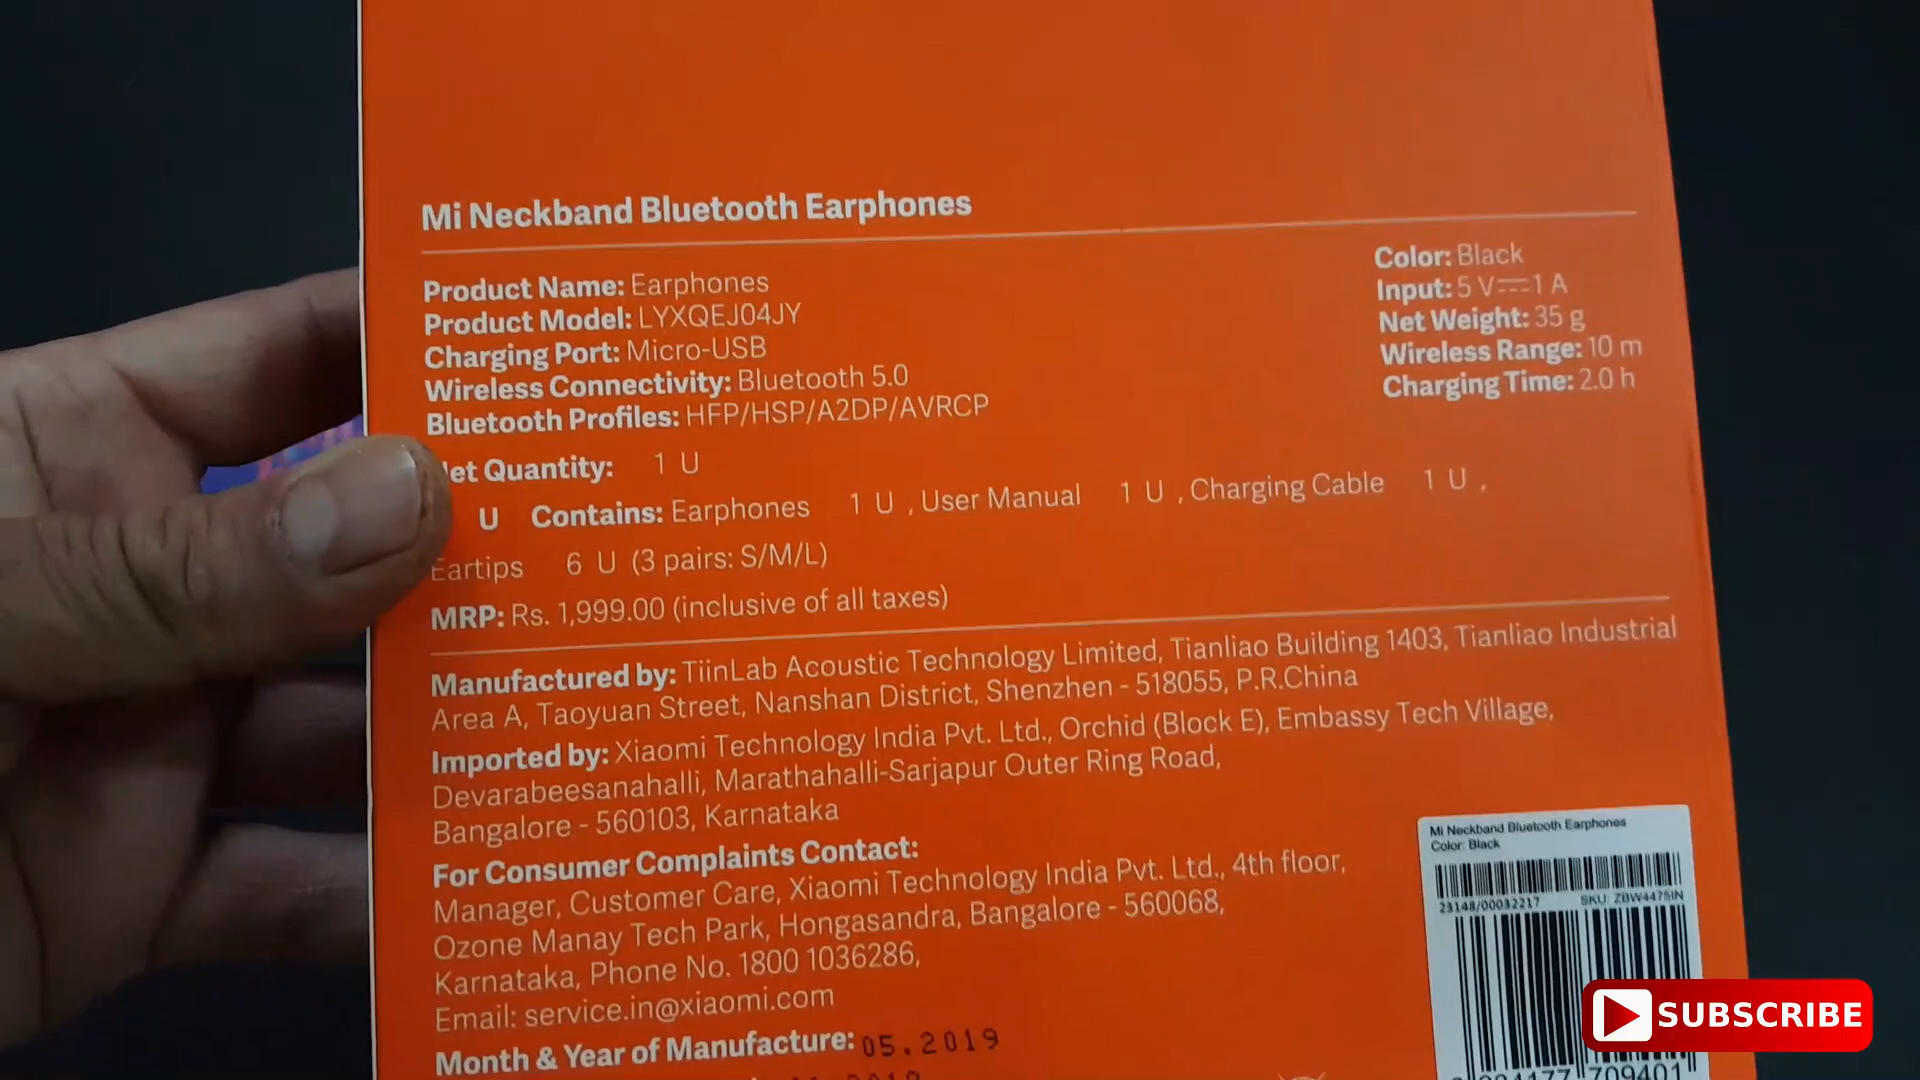 Mi Neckband Bluetooth Earphones
Product Name: Earphones
Product Model: LYXQEJ04JY
Charging Port: Micro-USB
Wireless Connectivity: Bluetooth 5.0
Bluetooth Profiles: HFP/HSP/A2DP/AVRCP
Color: Black
Input: 5 V⎓1 A
Net Weight: 35 g
Wireless Range: 10 m
Charging Time: 2.0 h
Quantity: 1 U
U Contains: Earphones 1 U , User Manual 1 U , Charging Cable 1 U ,
Eartips 6 U (3 pairs: S/M/L)
MRP: Rs. 1,999.00 (inclusive of all taxes)
Manufactured by: TiinLab Acoustic Technology Limited, Tianliao Building 1403, Tianliao Industrial
Area A, Taoyuan Street, Nanshan District, Shenzhen - 518055, P.R.China
Imported by: Xiaomi Technology India Pvt. Ltd., Orchid (Block E), Embassy Tech Village,
Devarabeesanahalli, Marathahalli-Sarjapur Outer Ring Road,
Bangalore - 560103, Karnataka
For Consumer Complaints Contact:
Manager, Customer Care, Xiaomi Technology India Pvt. Ltd., 4th floor,
Ozone Manay Tech Park, Hongasandra, Bangalore - 560068,
Karnataka, Phone No. 1800 1036286,
Email: service.in@xiaomi.com
Month & Year of Manufacture: 05.2019
Mi Neckband Bluetooth Earphones
Color: Black
23148/00032217 SKU: ZBW4475IN
709401
SUBSCRIBE